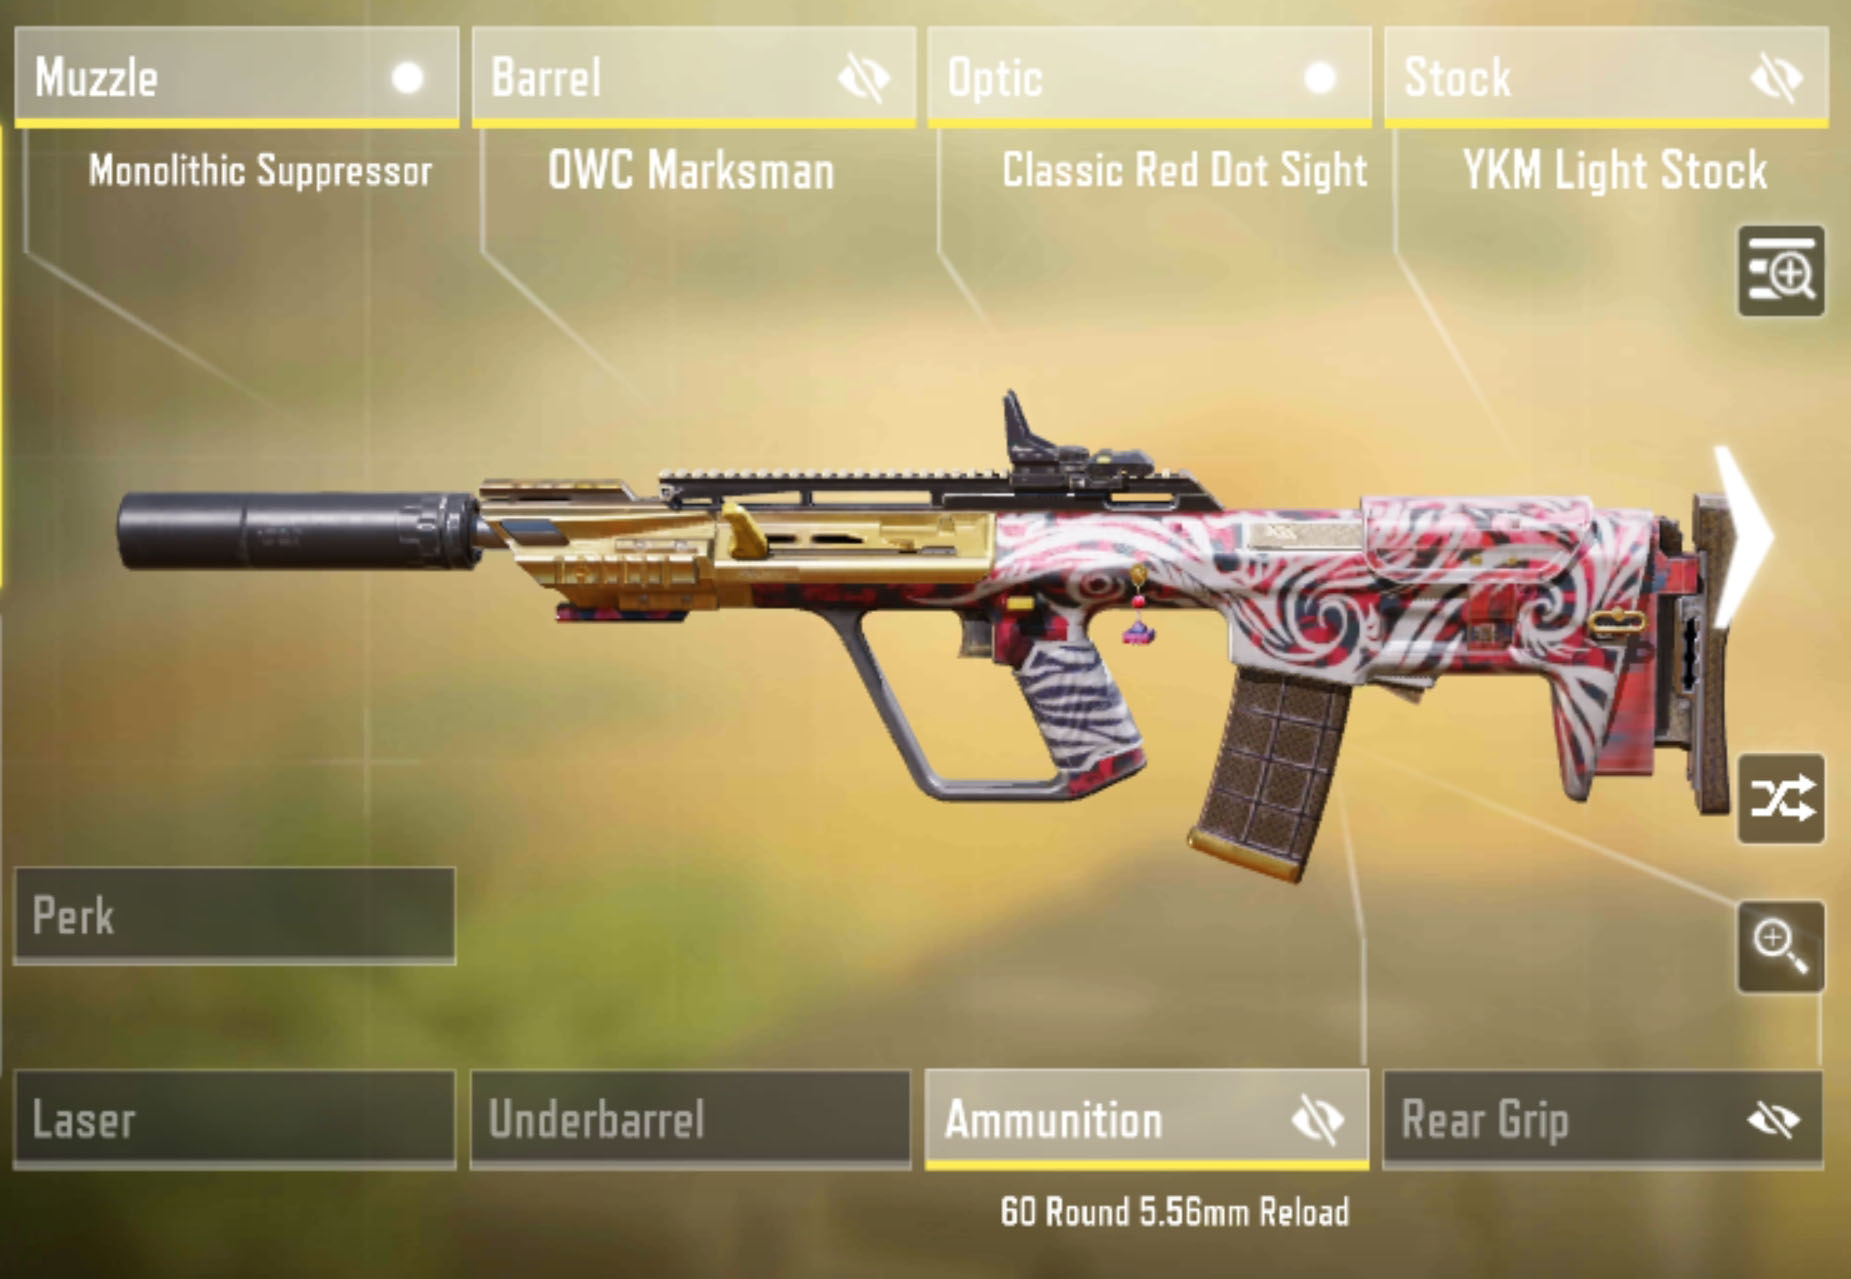 Muzzle
Barrel
Optic
Stock
Monolithic Suppressor
OWC Marksman
Classic Red Dot Sight
YKM Light Stock
Perk
Laser
Underbarrel
Ammunition
Rear Grip
60 Round 5.56mm Reload